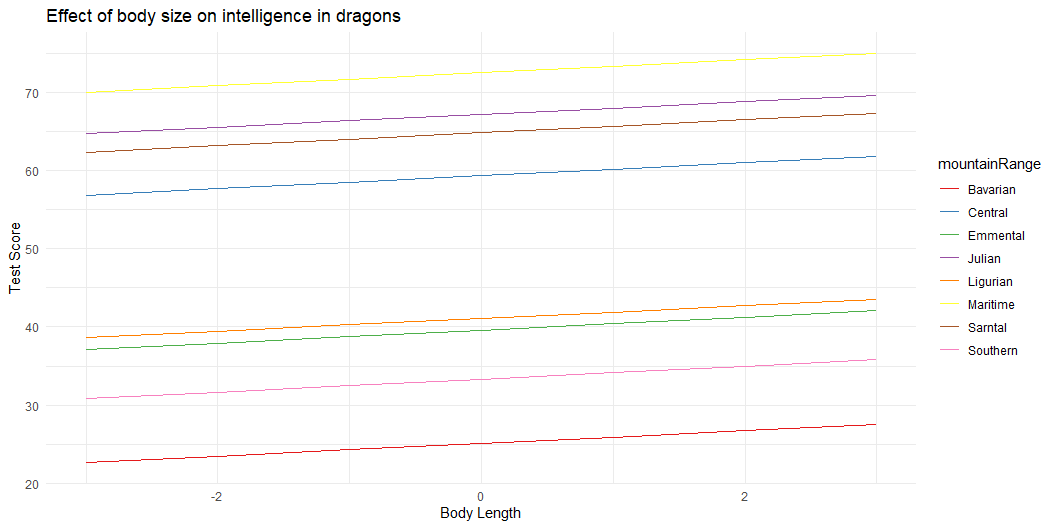 Effect of body size on intelligence in dragons
70
60
50
40
30
20
Test Score
-2
0
2
Body Length
mountainRange
Bavarian
Central
Emmental
Julian
Ligurian
Maritime
Sarntal
Southern